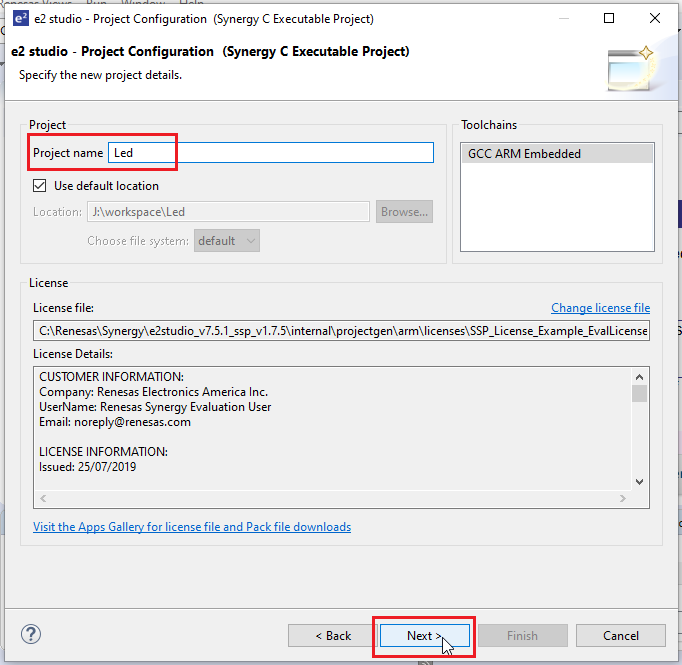 e2 studio - Project Configuration (Synergy C Executable Project)
e2 studio - Project Configuration (Synergy C Executable Project)
Specify the new project details.
Project
Project name Led
Use default location
Location: J:\workspace\Led Browse...
Choose file system: default
Toolchains
GCC ARM Embedded
License
License file: Change license file
C:\Renesas\Synergy\e2studio_v7.5.1_ssp_v1.7.5\internal\projectgen\arm\licenses\SSP_License_Example_EvalLicense
License Details:
CUSTOMER INFORMATION:
Company: Renesas Electronics America Inc.
UserName: Renesas Synergy Evaluation User
Email: noreply@renesas.com
LICENSE INFORMATION:
Issued: 25/07/2019
Visit the Apps Gallery for license file and Pack file downloads
? < Back Next > Finish Cancel